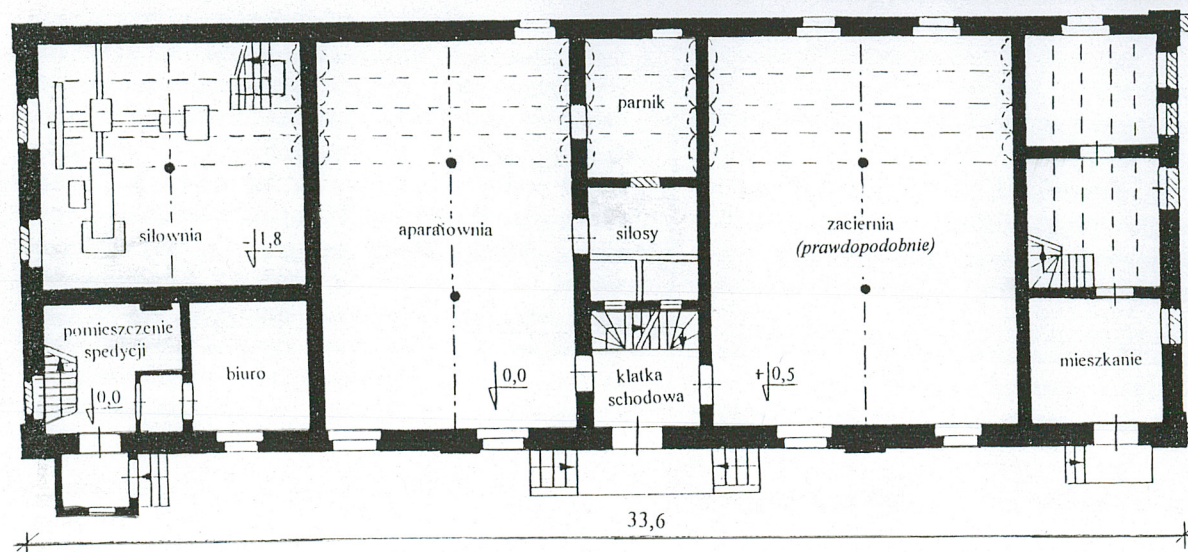 parnik
siłownia
- 1,8
aparatownia
silosy
zaciernia
(prawdopodobnie)
pomieszczenie
spedycji
0,0
biuro
0,0
klatka
schodowa
+ 0,5
mieszkanie
33,6